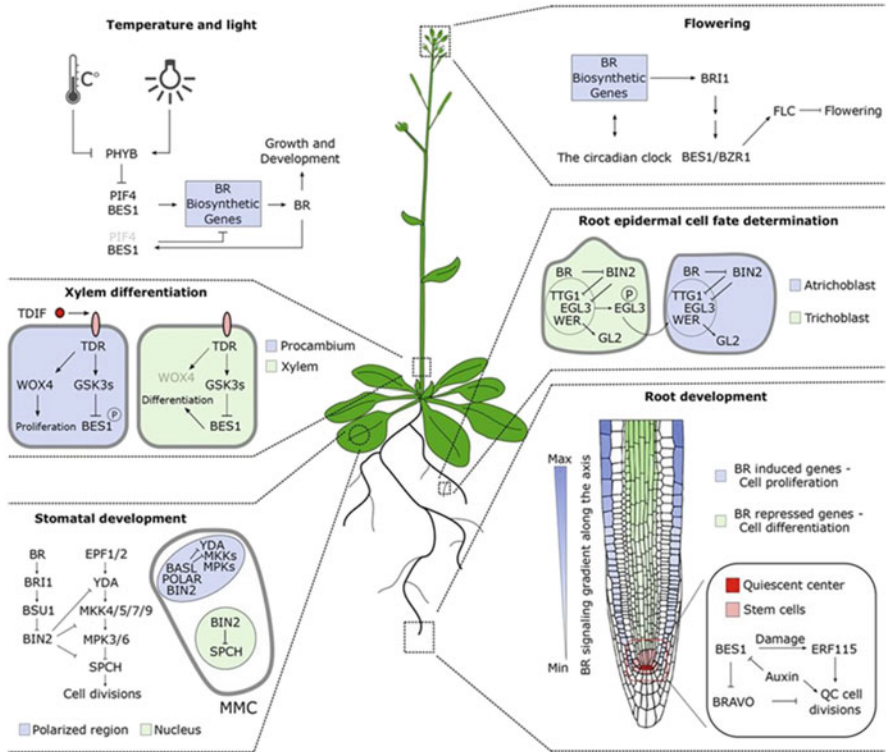 Temperature and light
C°
PHYB
PIF4
BES1
PIF4
BES1
BR
Biosynthetic
Genes
BR
Growth and
Development
Flowering
BR
Biosynthetic
Genes
BRI1
The circadian clock
BES1/BZR1
FLC
Flowering
Xylem differentiation
TDIF
TDR
WOX4
GSK3s
Proliferation
BES1
P
TDR
WOX4
GSK3s
Differentiation
BES1
Procambium
Xylem
Root epidermal cell fate determination
BR
BIN2
TTG1
EGL3
WER
P
EGL3
GL2
BR
BIN2
TTG1
EGL3
WER
GL2
Atrichoblast
Trichoblast
Stomatal development
BR
BRI1
BSU1
BIN2
EPF1/2
YDA
MKK4/5/7/9
MPK3/6
SPCH
Cell divisions
YDA
BASL
MKKs
POLAR
MPKs
BIN2
BIN2
SPCH
MMC
Polarized region
Nucleus
Root development
Max
BR signaling gradient along the axis
Min
BR induced genes -
Cell proliferation
BR repressed genes -
Cell differentiation
Quiescent center
Stem cells
BES1
Damage
ERF115
Auxin
BRAVO
QC cell
divisions